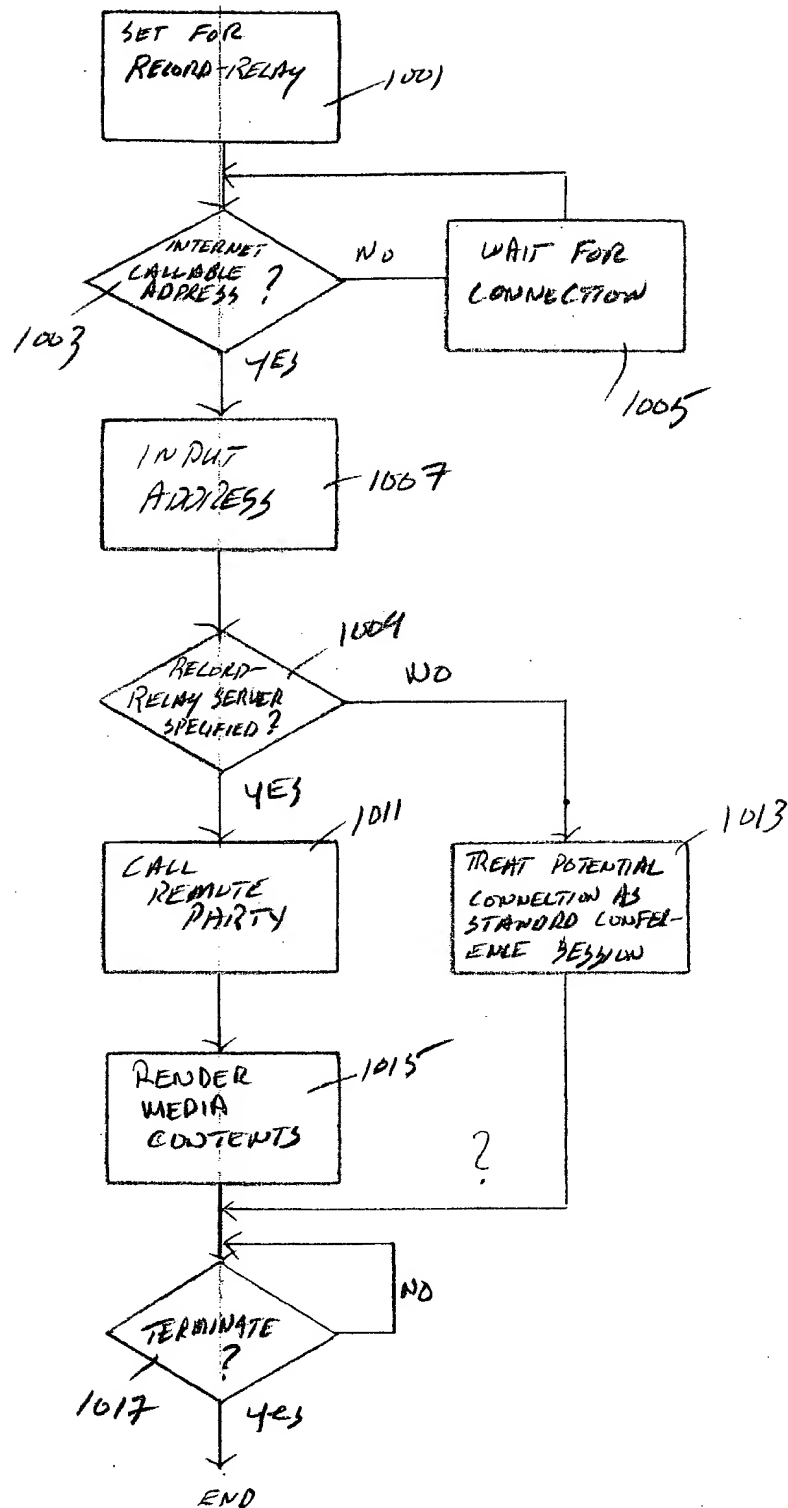 SET FOR
RECORD-RELAY
1001
INTERNET
CALLABLE
ADDRESS ?
1003
NO
WAIT FOR
CONNECTION
1005
YES
INPUT
ADDRESS
1007
1009
RECORD-
RELAY SERVER
SPECIFIED ?
NO
YES
1011
CALL
REMOTE
PARTY
1013
TREAT POTENTIAL
CONNECTION AS
STANDRD CONFER-
ENCE SESSION
RENDER
MEDIA
CONTENTS
1015
?
NO
TERMINATE
?
1017
yes
END